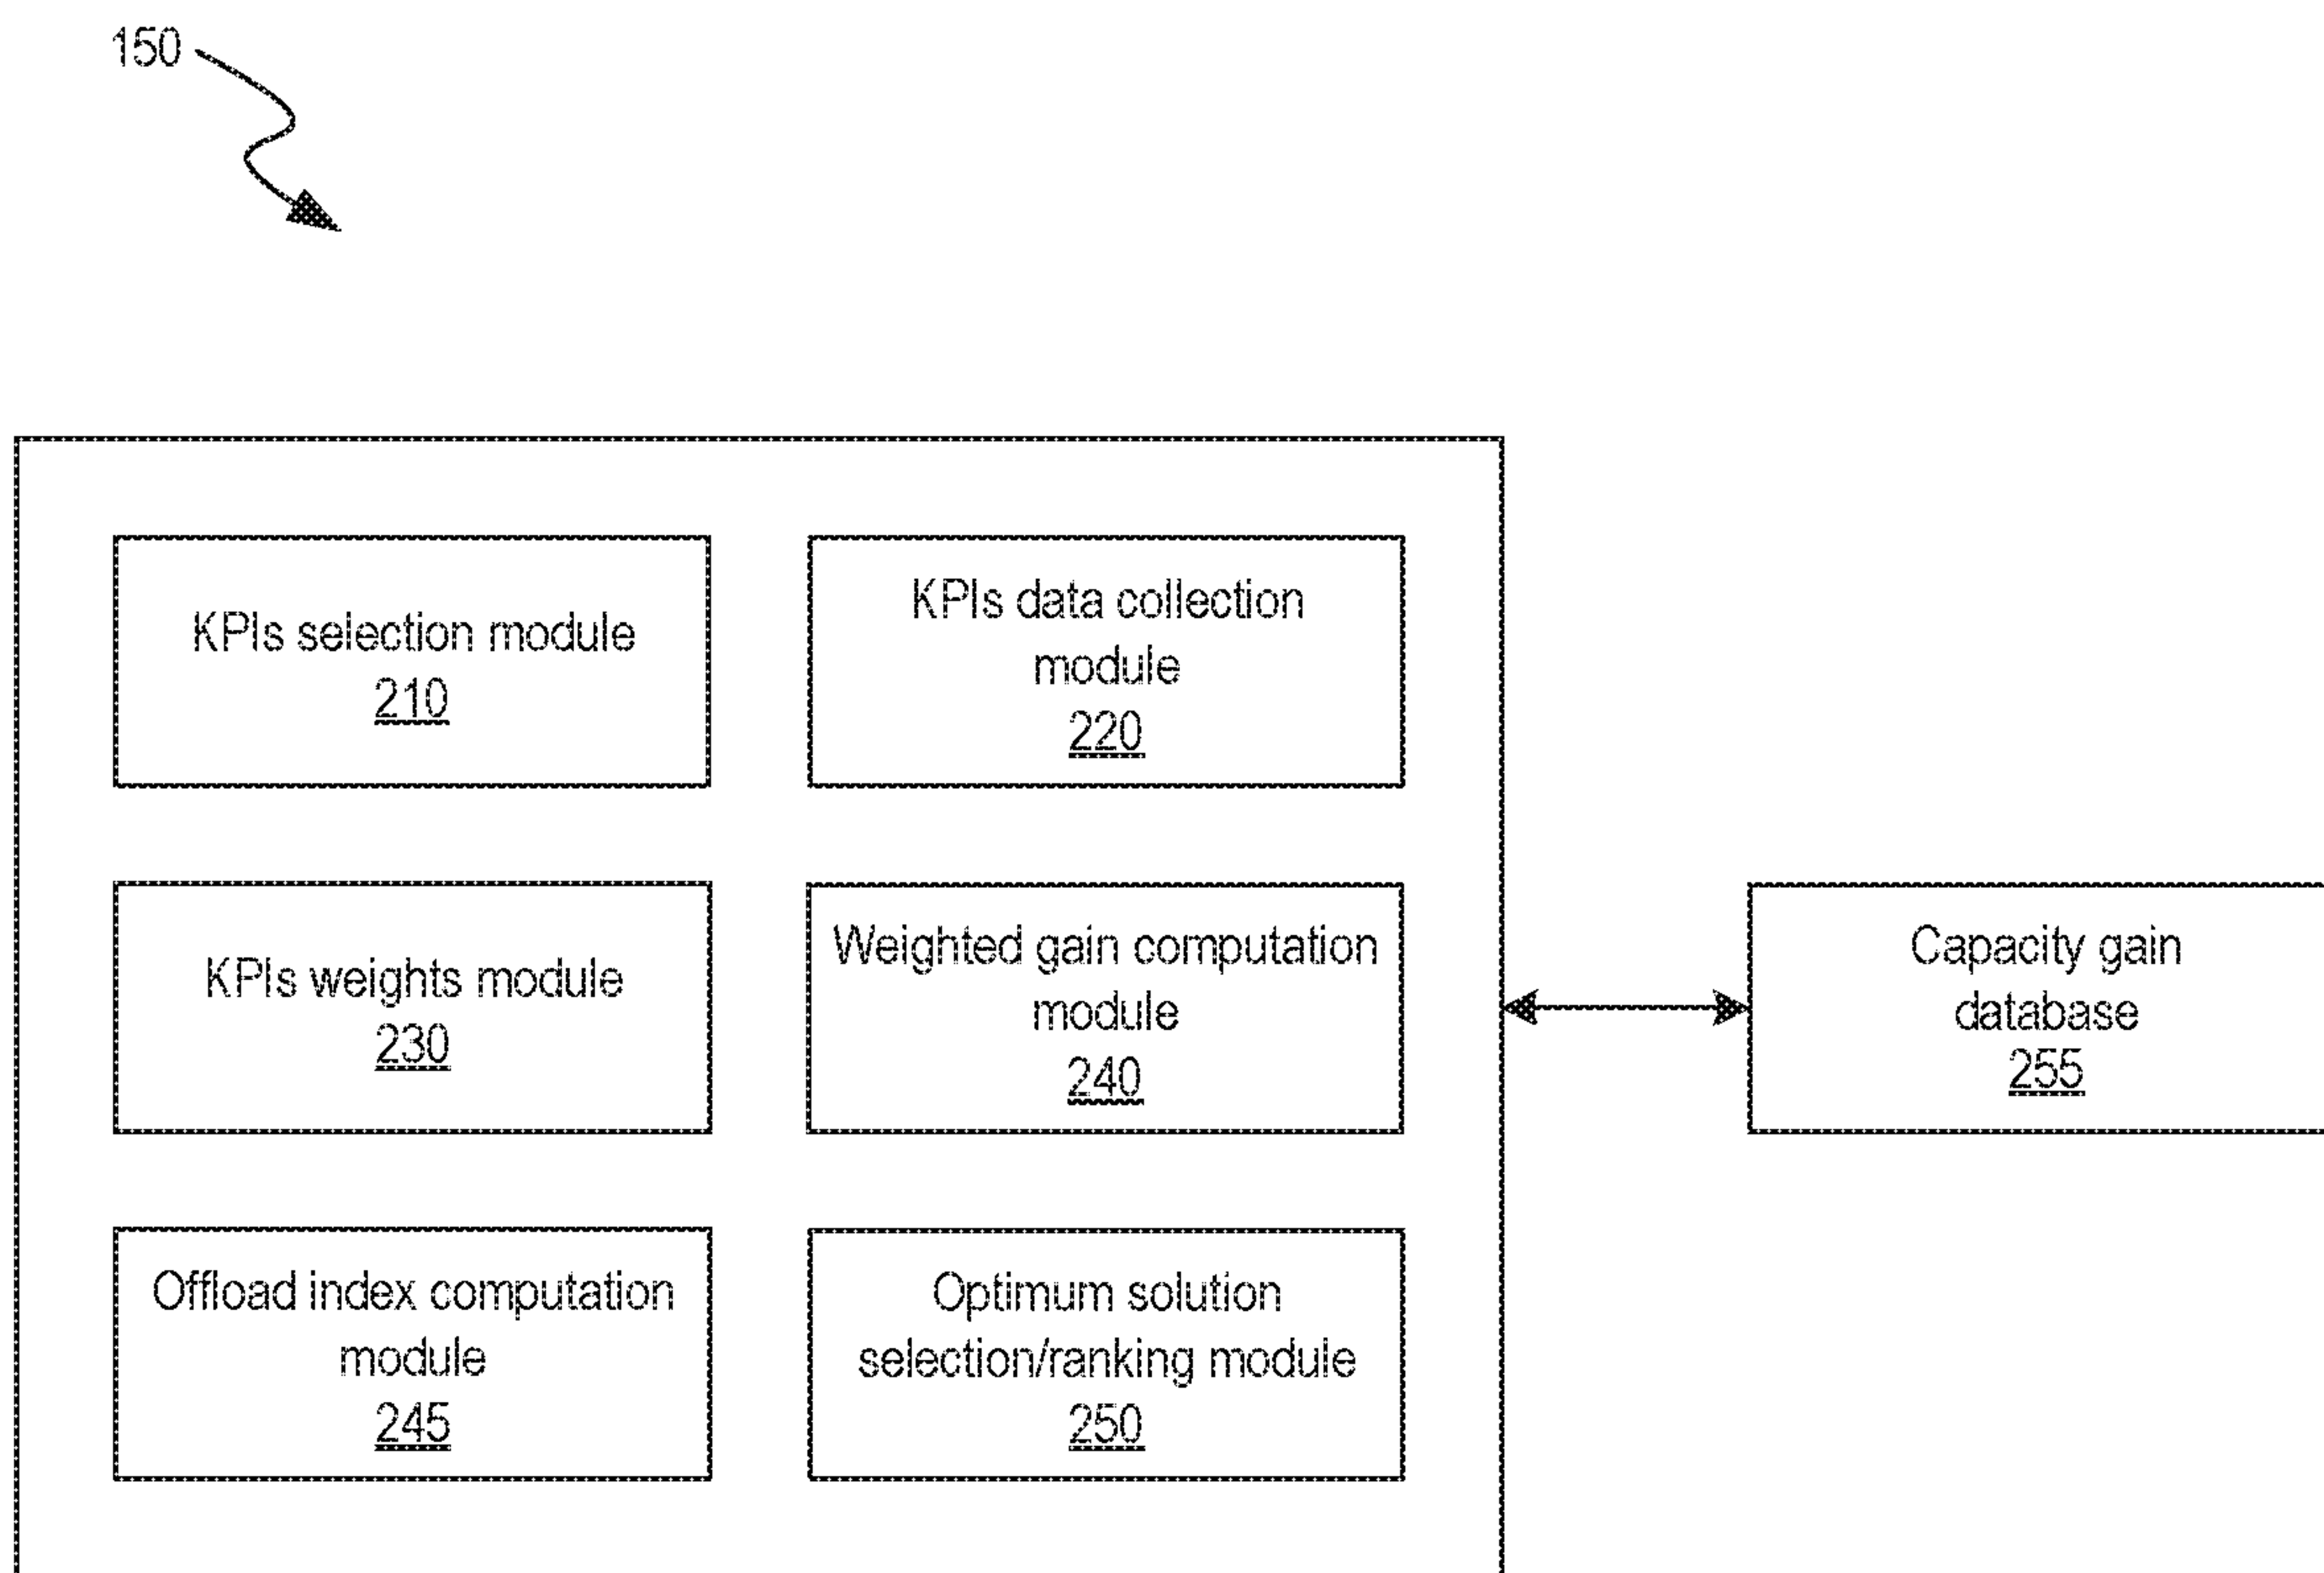 150
KPIs selection module
210
KPIs data collection
module
220
KPIs weights module
230
Weighted gain computation
module
240
Capacity gain
database
255
Offload index computation
module
245
Optimum solution
selection/ranking module
250